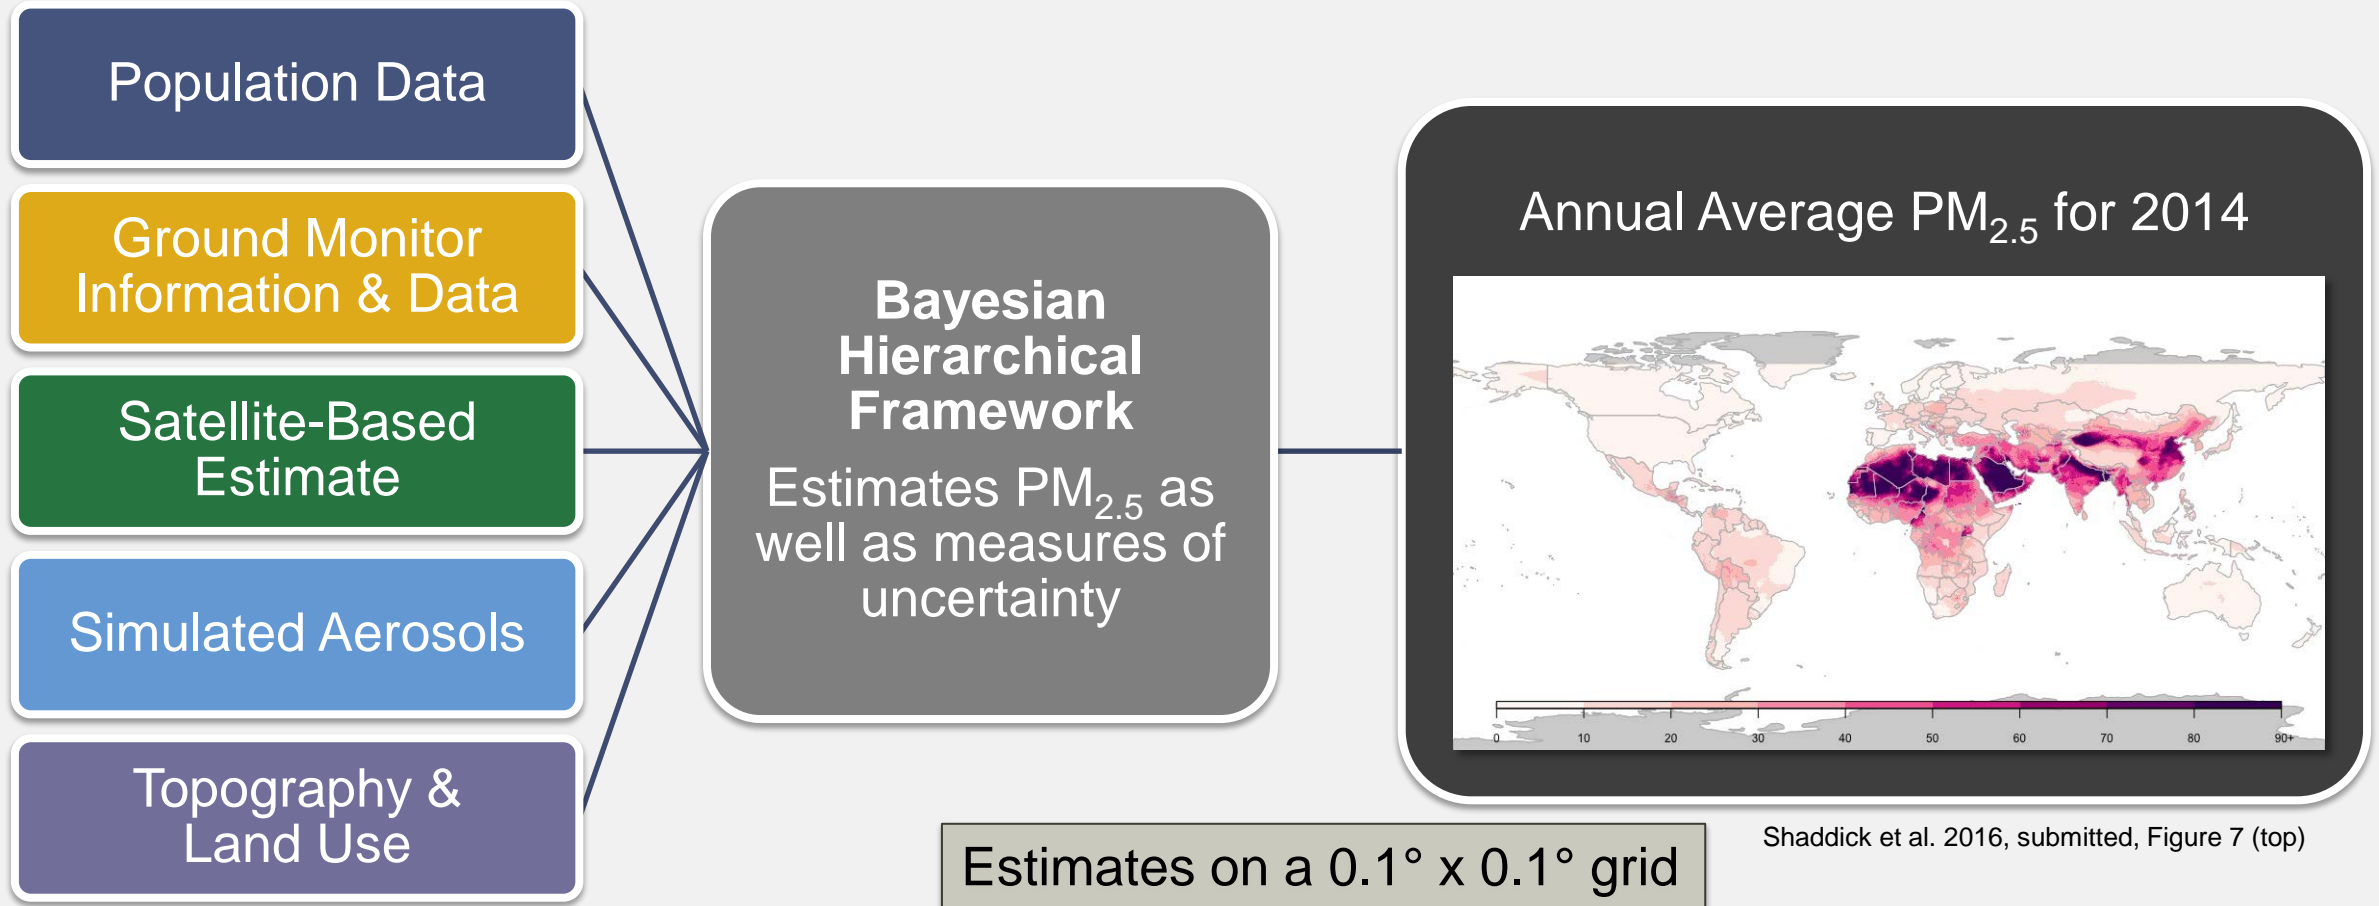 Population Data
Ground Monitor
Information & Data
Satellite-Based
Estimate
Simulated Aerosols
Topography &
Land Use
Bayesian
Hierarchical
Framework
Estimates PM2.5 as
well as measures of
uncertainty
Annual Average PM2.5 for 2014
0 10 20 30 40 50 60 70 80 90+
Shaddick et al. 2016, submitted, Figure 7 (top)
Estimates on a 0.1° x 0.1° grid